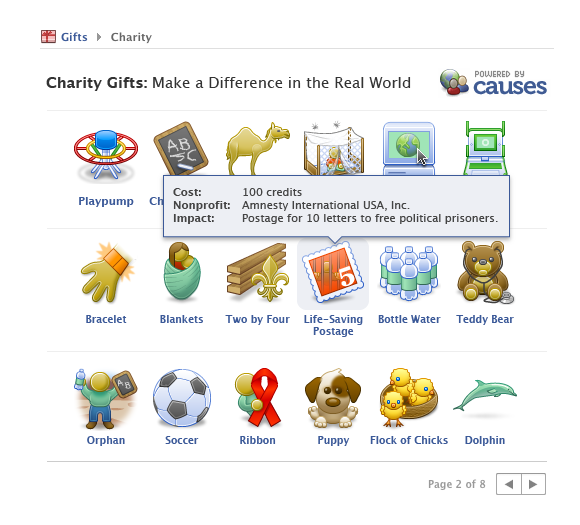 Gifts Charity
Charity Gifts: Make a Difference in the Real World
POWERED BY
causes
A B
C
Playpump
Ch
Cost: 100 credits
Nonprofit: Amnesty International USA, Inc.
Impact: Postage for 10 letters to free political prisoners.
5
Bracelet
Blankets
Two by Four
Life-Saving
Postage
Bottle Water
Teddy Bear
A B
Orphan
Soccer
Ribbon
Puppy
Flock of Chicks
Dolphin
Page 2 of 8